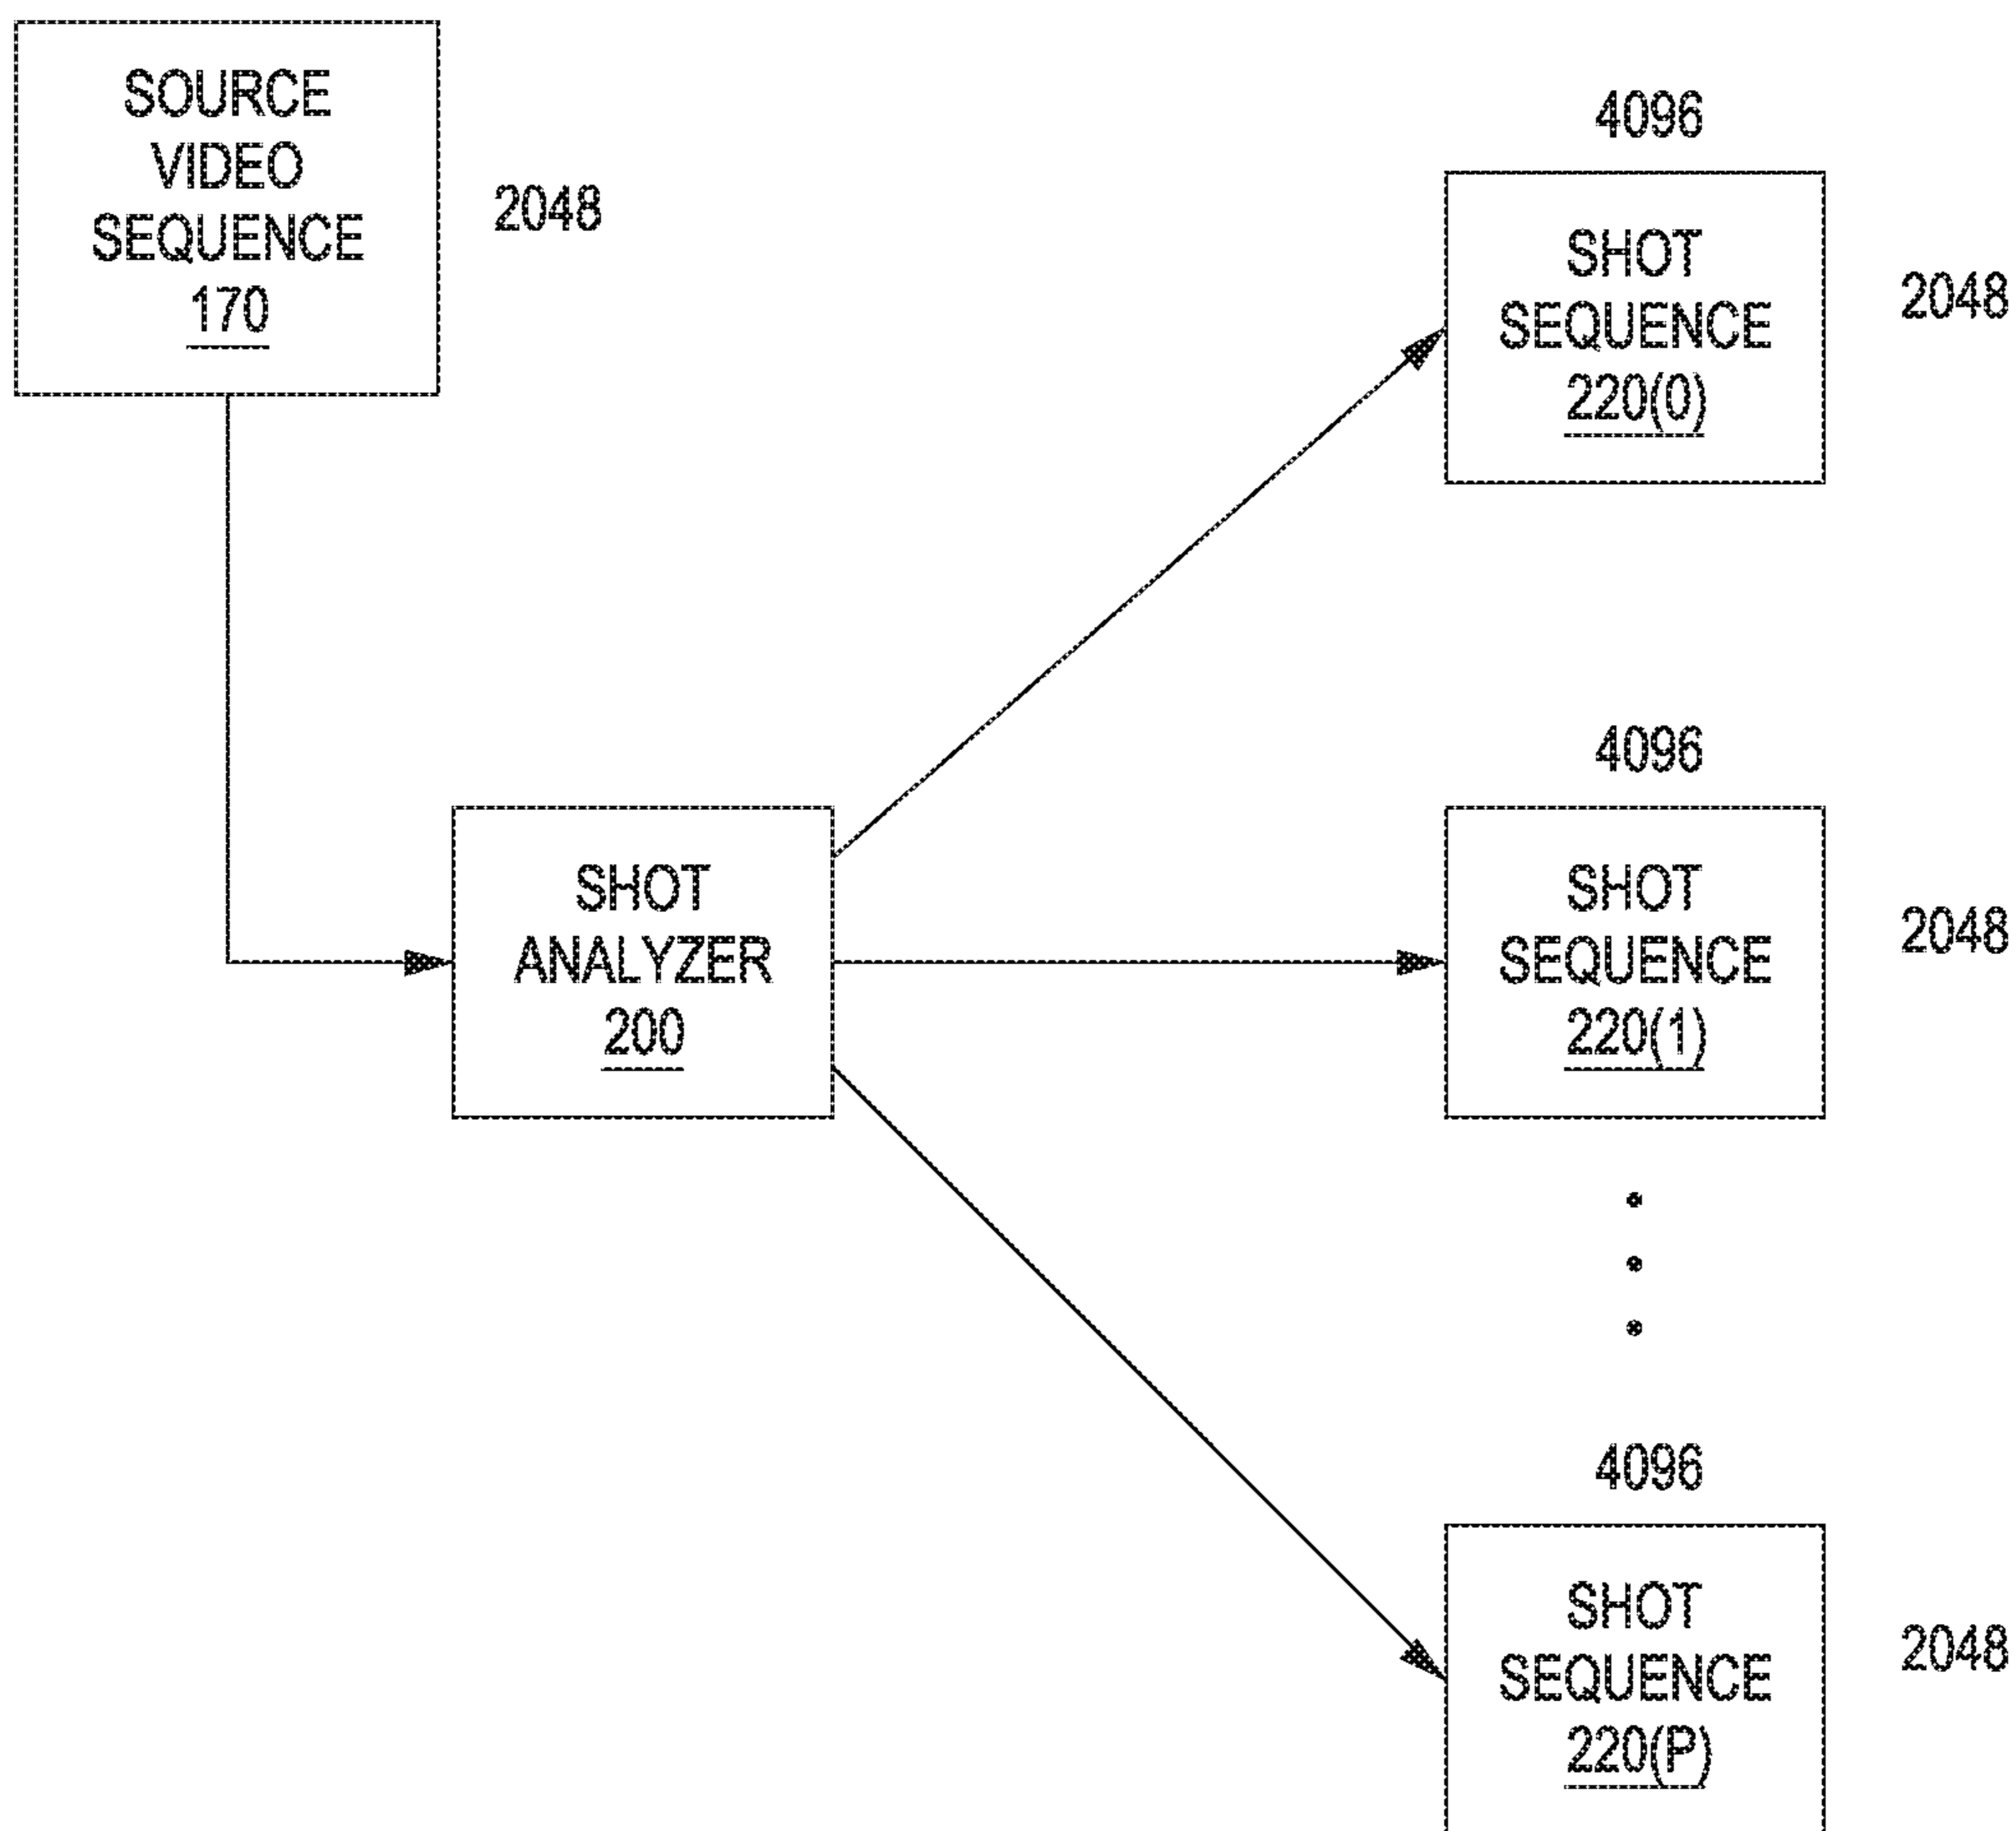 SOURCE
VIDEO
SEQUENCE
170
2048
4096
SHOT
SEQUENCE
220(0)
2048
4096
SHOT
SEQUENCE
220(1)
2048
SHOT
ANALYZER
200
4096
SHOT
SEQUENCE
220(P)
2048